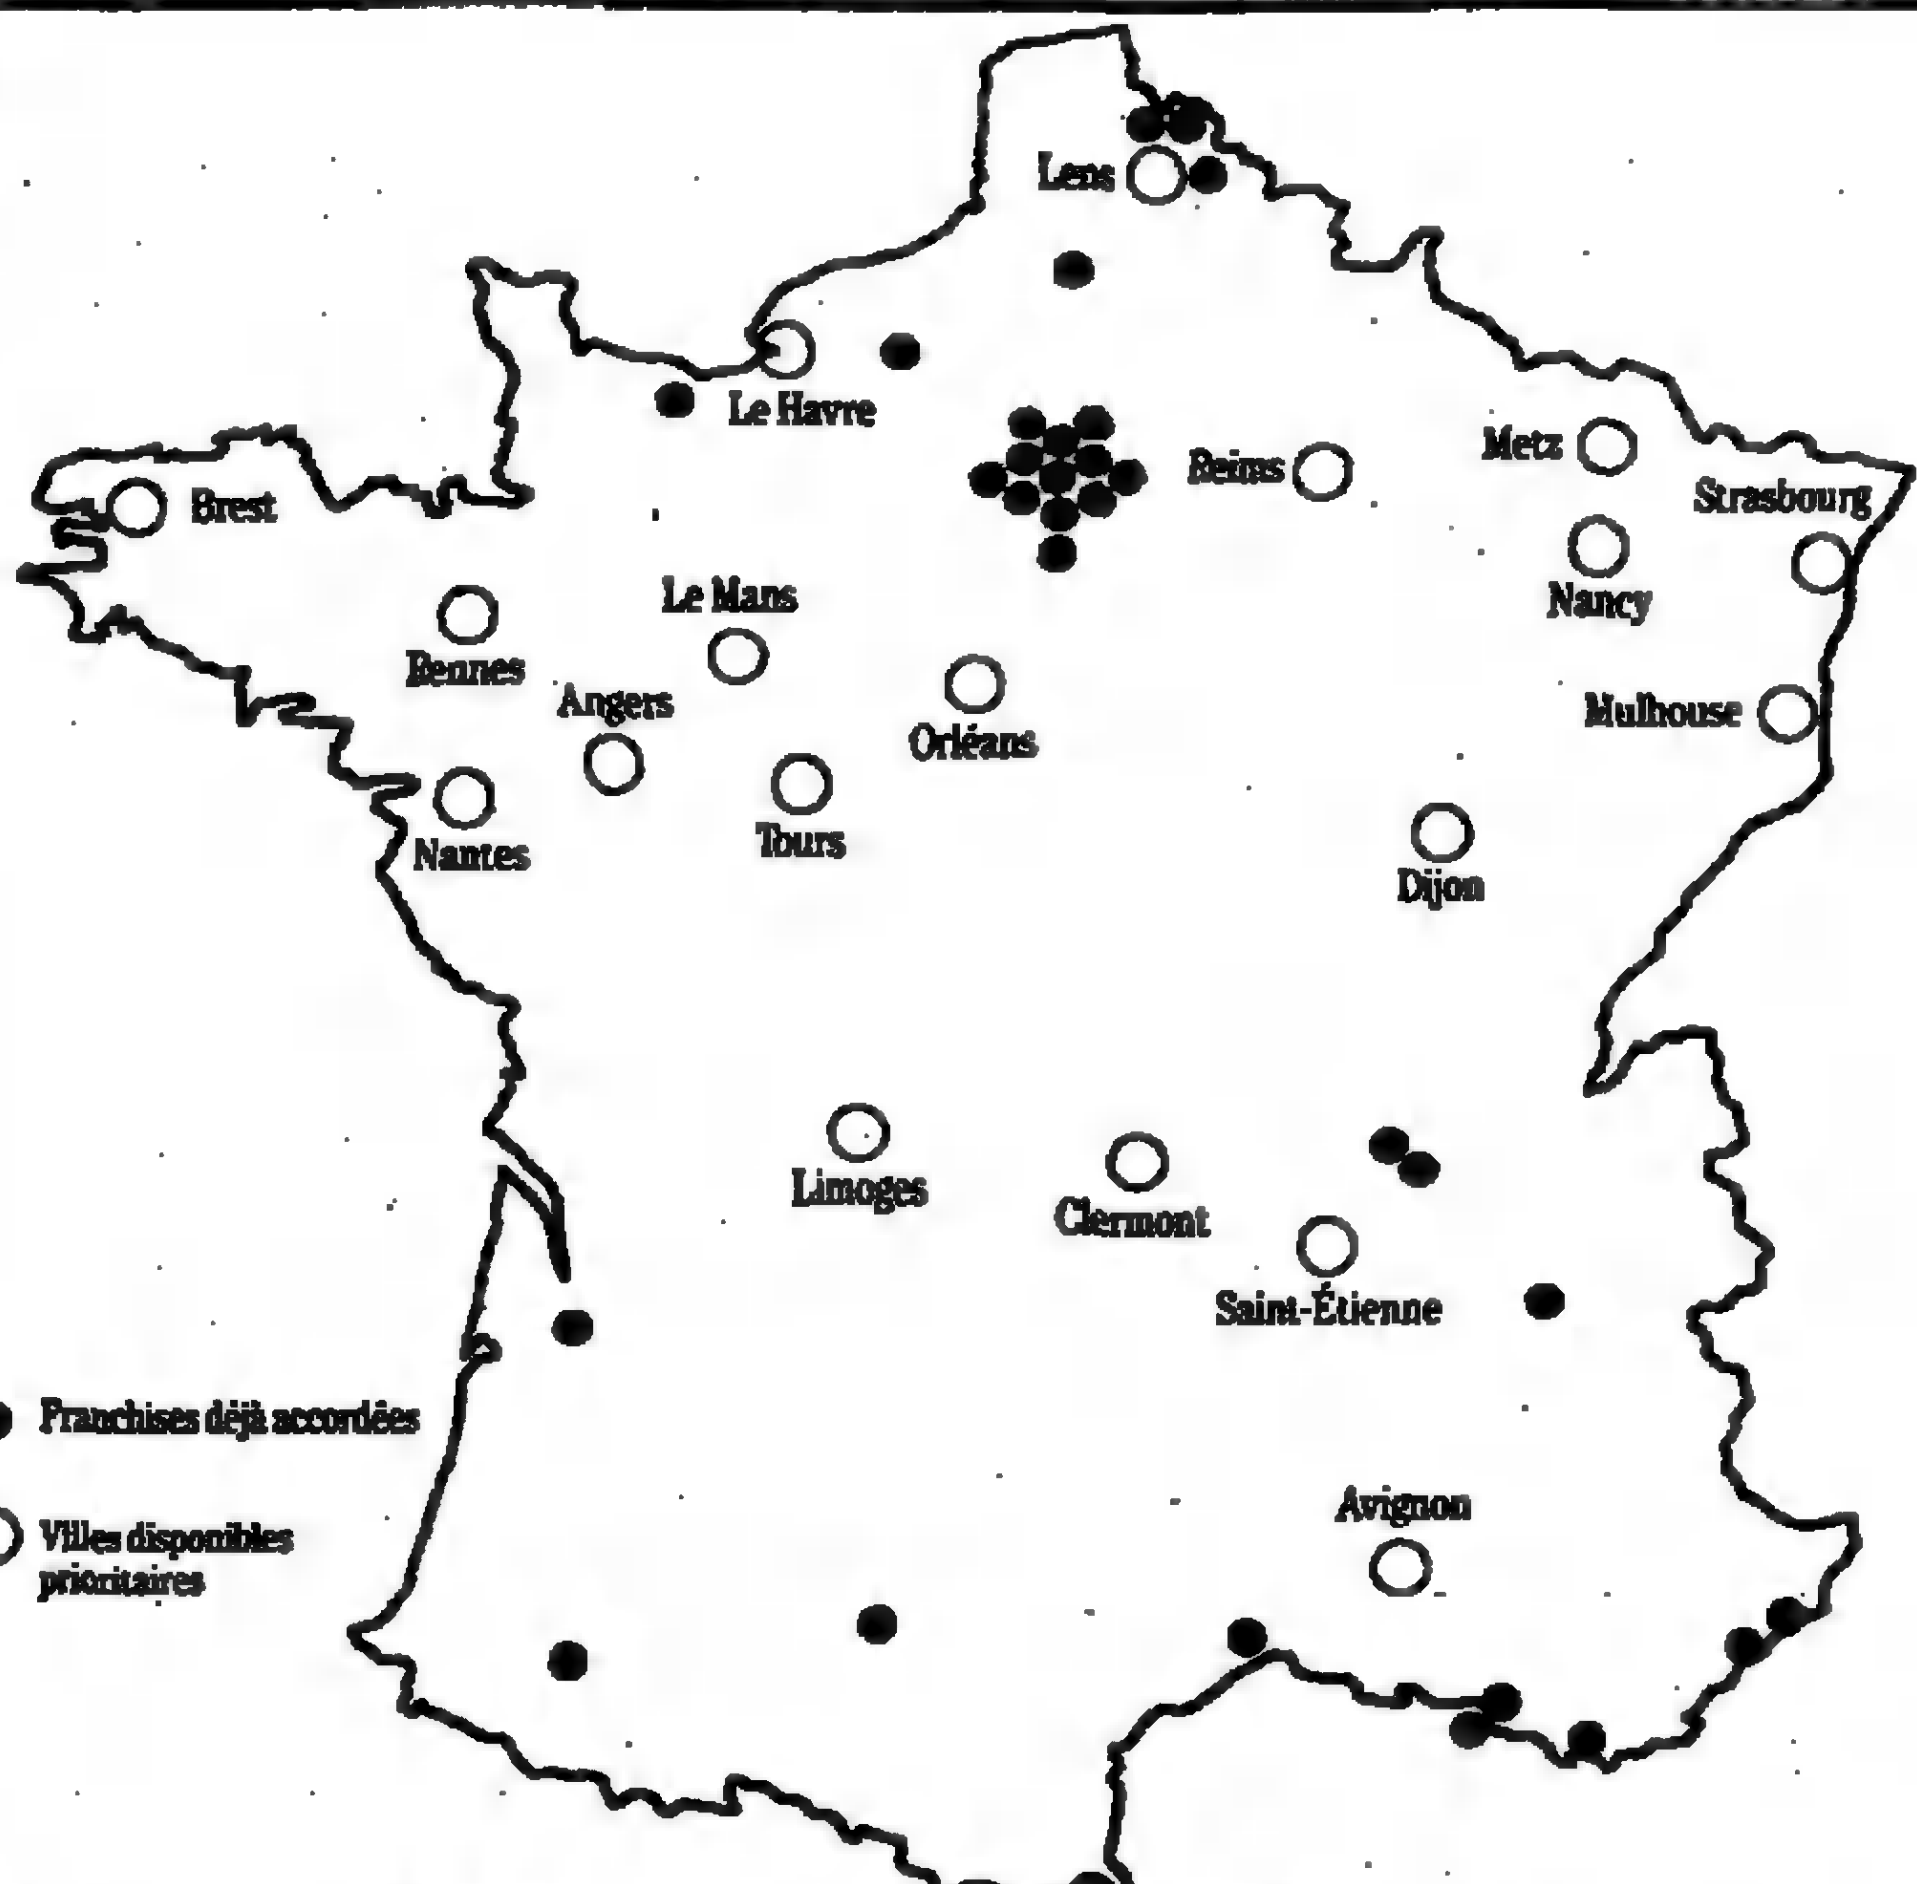 Lens
Le Havre
Metz
Reims
Strasbourg
Brest
Le Mans
Nancy
Rennes
Angers
Mulhouse
Orléans
Tours
Nantes
Dijon
Limoges
Clermont
Saint-Étienne
Franchises déjà accordées
Avignon
Villes disponibles
prioritaires